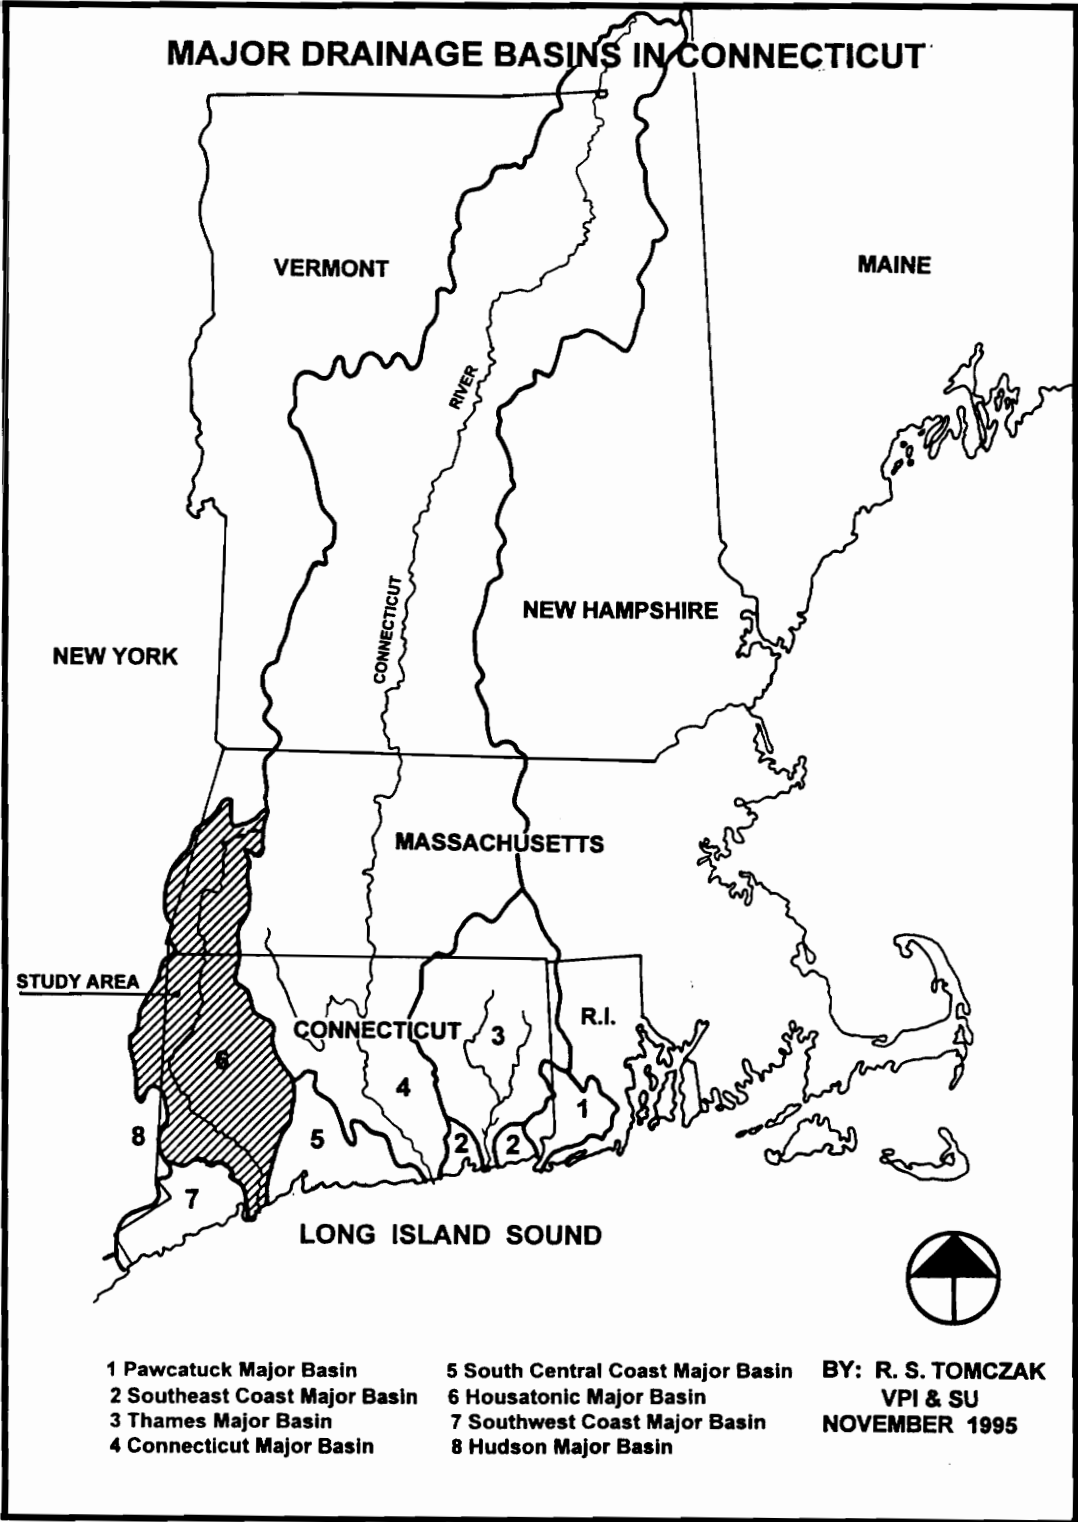 MAJOR DRAINAGE BASINS IN CONNECTICUT
VERMONT
MAINE
RIVER
CONNECTICUT
NEW HAMPSHIRE
NEW YORK
MASSACHUSETTS
STUDY AREA
R.I.
CONNECTICUT
3
6
4
1
8
5
2
2
7
LONG ISLAND SOUND
1 Pawcatuck Major Basin
2 Southeast Coast Major Basin
3 Thames Major Basin
4 Connecticut Major Basin
5 South Central Coast Major Basin
6 Housatonic Major Basin
7 Southwest Coast Major Basin
8 Hudson Major Basin
BY: R. S. TOMCZAK
VPI & SU
NOVEMBER 1995